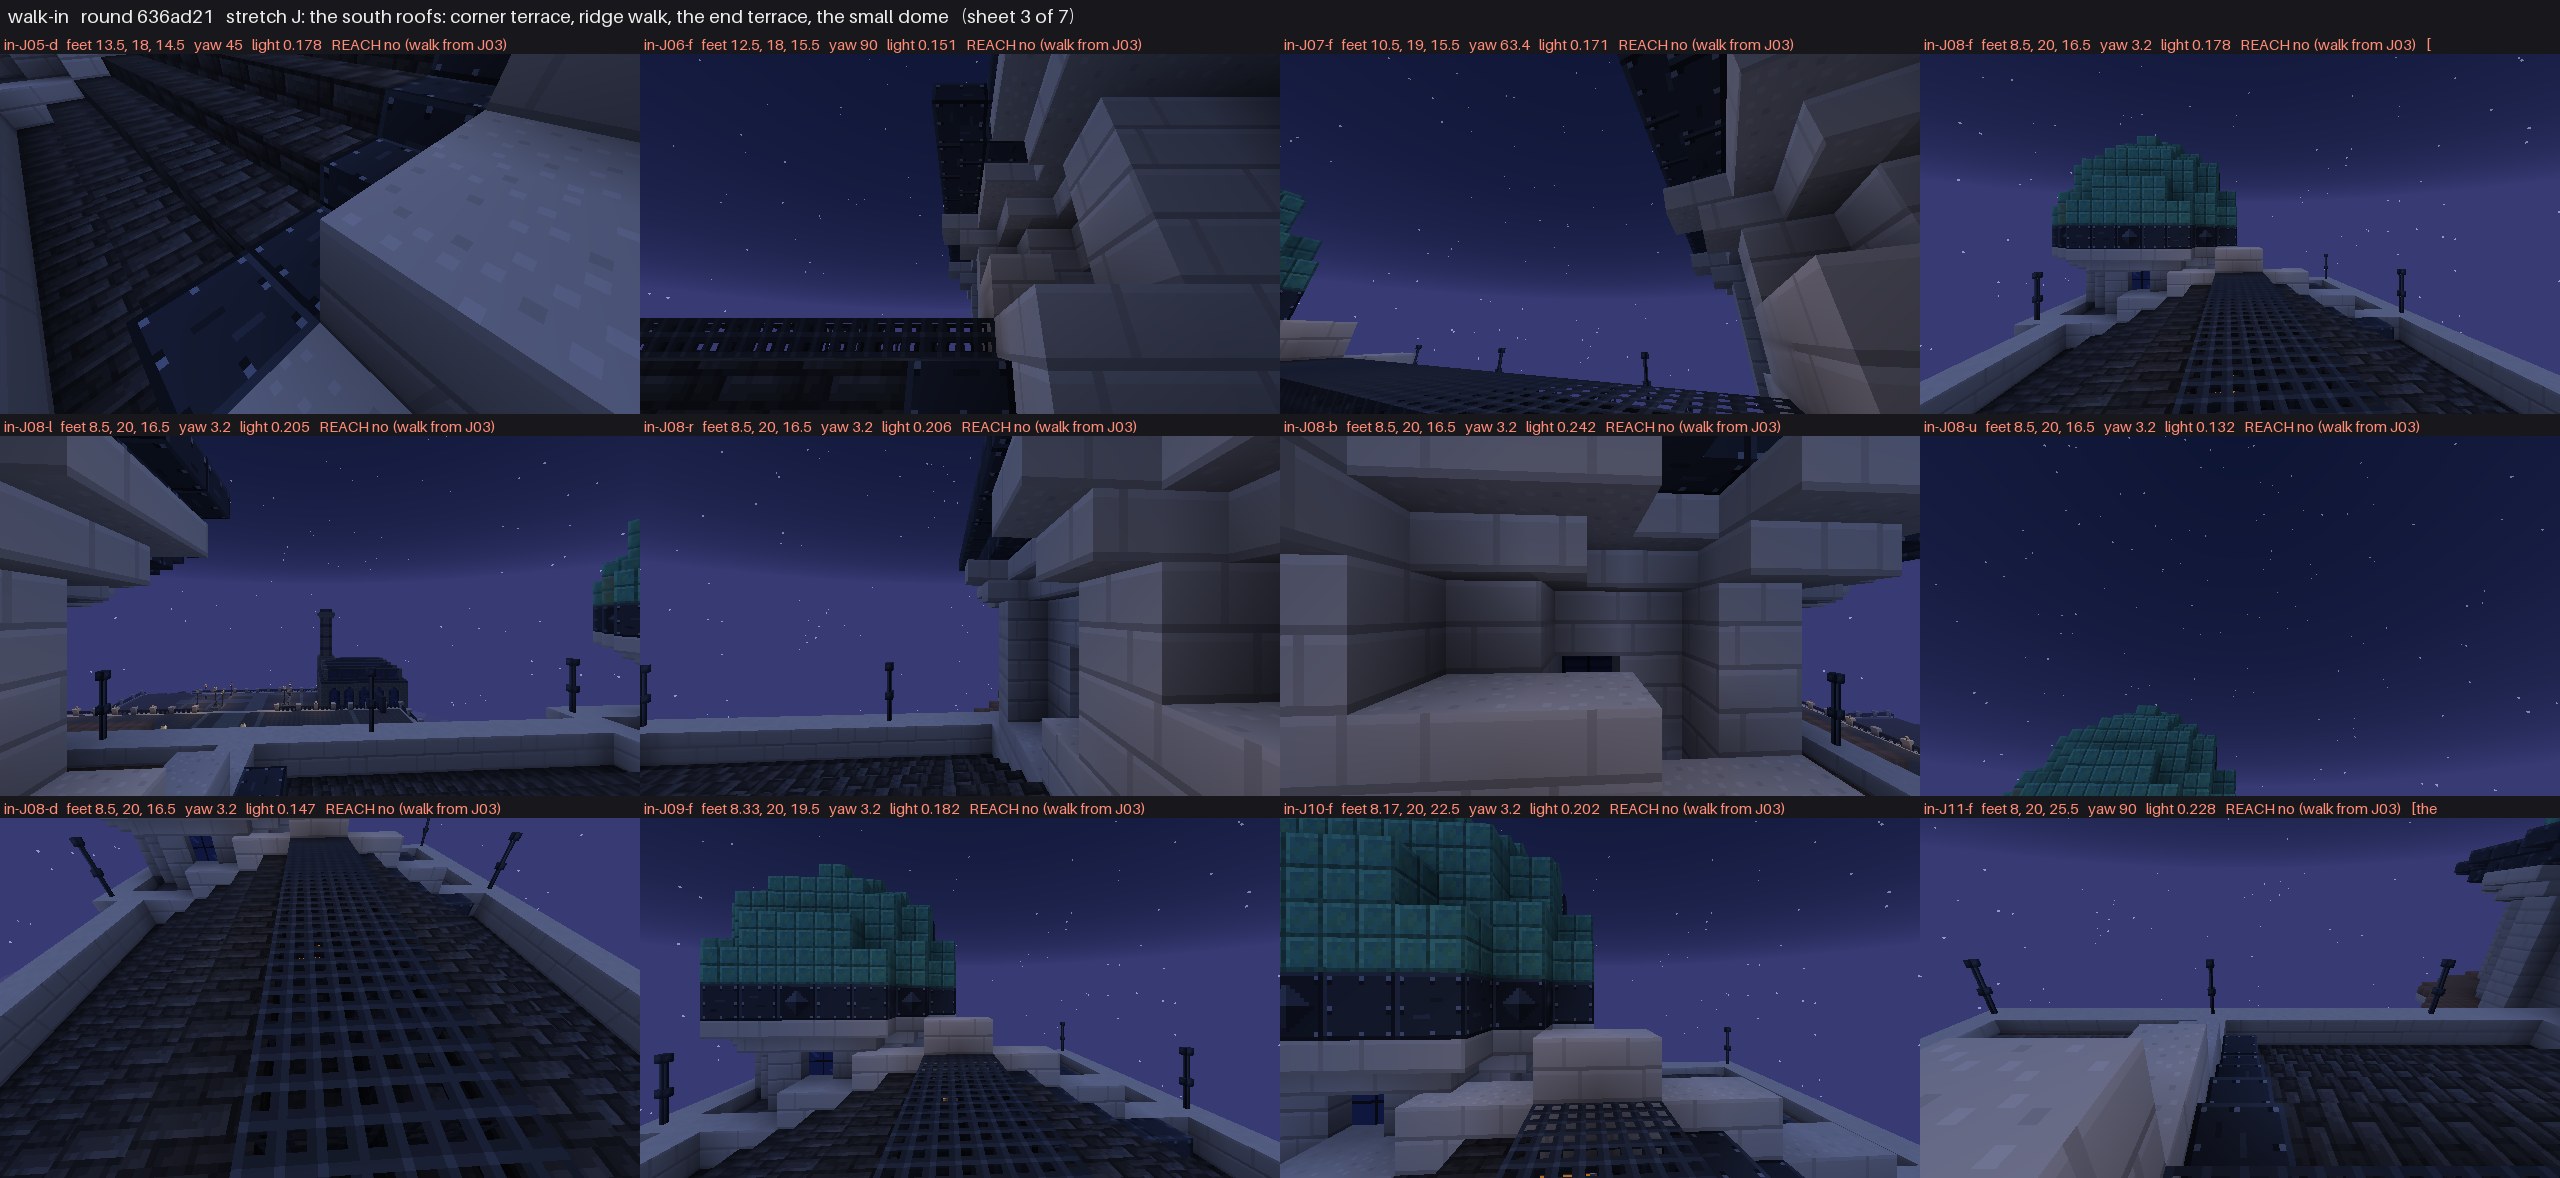 walk-in round 636ad21 stretch J: the south roofs: corner terrace, ridge walk, the end terrace, the small dome (sheet 3 of 7)
in-J05-d feet 13.5, 18, 14.5 yaw 45 light 0.178 REACH no (walk from J03)
in-J06-f feet 12.5, 18, 15.5 yaw 90 light 0.151 REACH no (walk from J03)
in-J07-f feet 10.5, 19, 15.5 yaw 63.4 light 0.171 REACH no (walk from J03)
in-J08-f feet 8.5, 20, 16.5 yaw 3.2 light 0.178 REACH no (walk from J03) [
in-J08-l feet 8.5, 20, 16.5 yaw 3.2 light 0.205 REACH no (walk from J03)
in-J08-r feet 8.5, 20, 16.5 yaw 3.2 light 0.206 REACH no (walk from J03)
in-J08-b feet 8.5, 20, 16.5 yaw 3.2 light 0.242 REACH no (walk from J03)
in-J08-u feet 8.5, 20, 16.5 yaw 3.2 light 0.132 REACH no (walk from J03)
in-J08-d feet 8.5, 20, 16.5 yaw 3.2 light 0.147 REACH no (walk from J03)
in-J09-f feet 8.33, 20, 19.5 yaw 3.2 light 0.182 REACH no (walk from J03)
in-J10-f feet 8.17, 20, 22.5 yaw 3.2 light 0.202 REACH no (walk from J03)
in-J11-f feet 8, 20, 25.5 yaw 90 light 0.228 REACH no (walk from J03) [the